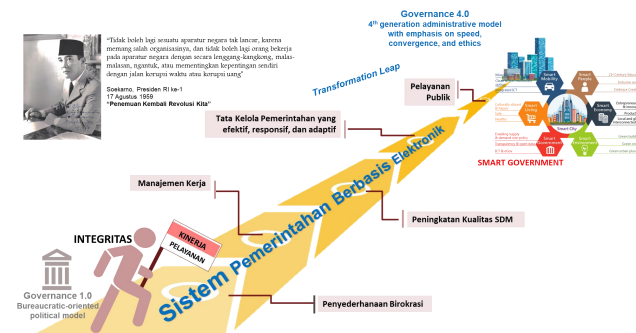 Governance 4.0
4th generation administrative model
with emphasis on speed,
convergence, and ethics
“Tidak boleh lagi sesuatu aparatur negara tak lancar, karena
memang salah organisasinya, dan tidak boleh lagi orang bekerja
pada aparatur negara dengan secara lenggang-kangkong, malas-
malasan, ngantuk, atau mementingkan kepentingan sendiri
dengan jalan korupsi waktu atau korupsi uang”
Soekarno, Presiden RI ke-1
17 Agustus 1959
“Penemuan Kembali Revolusi Kita”
Transformation Leap
Pelayanan
Publik
Smart
Mobility
Smart
People
Smart
Living
Smart
Economy
Smart City
Smart
Government
Smart
Environment
SMART GOVERNMENT
Tata Kelola Pemerintahan yang
efektif, responsif, dan adaptif
Manajemen Kerja
Sistem Pemerintahan Berbasis Elektronik
Peningkatan Kualitas SDM
INTEGRITAS
KINERJA
PELAYANAN
Governance 1.0
Bureaucratic-oriented
political model
Penyederhanaan Birokrasi